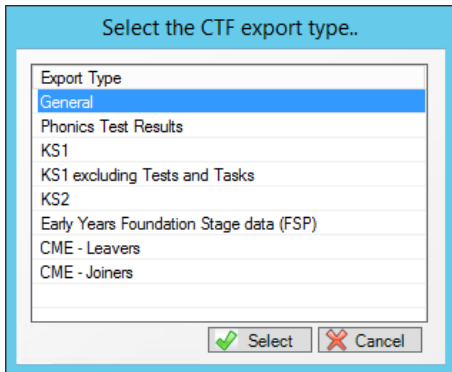 Select the CTF export type..
Export Type
General
Phonics Test Results
KS1
KS1 excluding Tests and Tasks
KS2
Early Years Foundation Stage data (FSP)
CME - Leavers
CME - Joiners
Select Cancel